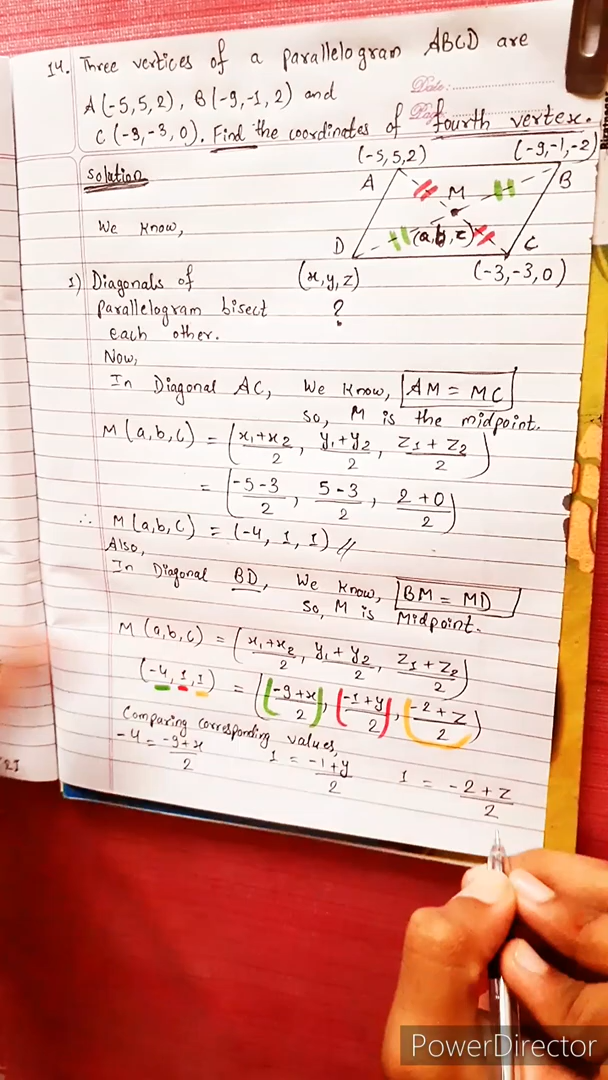 14. Three vertices of a parallelogram ABCD are
Date:
A(-5,5,2), B(-9,-1,2) and
Page:
C(-9,-3,0). Find the coordinates of fourth vertex.
Solution
(-5,5,2) (-9,-1,-2)
A M B
We know,
D (a,b,z) C
1) Diagonals of (x,y,z) (-3,-3,0)
parallelogram bisect ?
each other.
Now,
In Diagonal AC, We know, AM = MC
so, M is the midpoint.
M(a,b,c) = (x1+x2/2, y1+y2/2, z1+z2/2)
= (-5-3/2, 5-3/2, 2+0/2)
∴ M(a,b,c) = (-4, 1, 1) //
Also,
In Diagonal BD, We know, BM = MD
So, M is Midpoint.
M(a,b,c) = (x1+x2/2, y1+y2/2, z1+z2/2)
(-4,1,1) = (-9+x/2), (-1+y/2), (-2+z/2)
Comparing corresponding values,
-4 = -9+x/2 1 = -1+y/2 1 = -2+z/2
PowerDirector